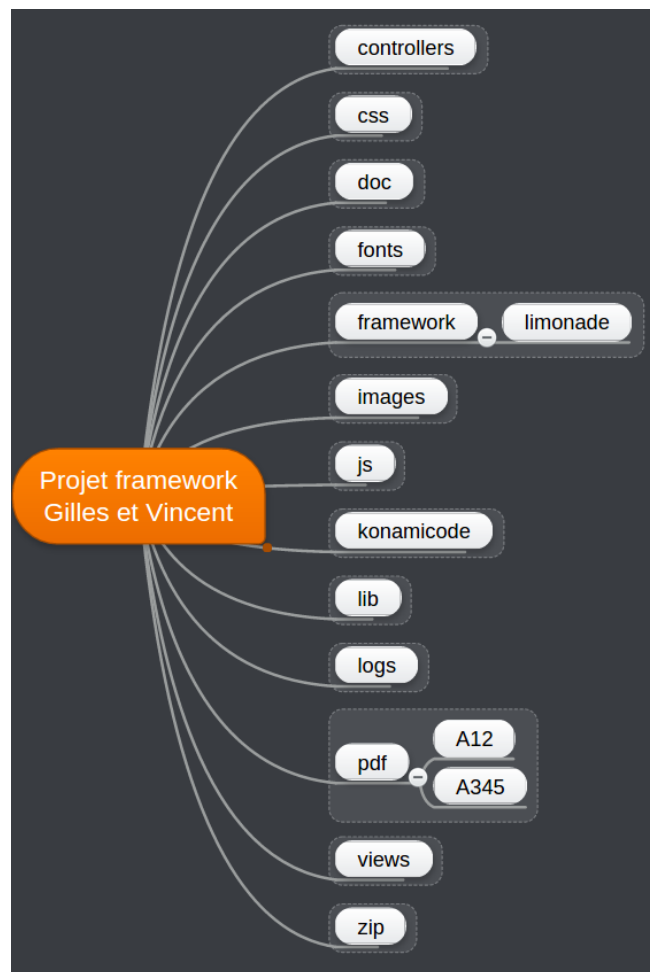 controllers
css
doc
fonts
framework
limonade
images
js
Projet framework
Gilles et Vincent
konamicode
lib
logs
pdf
A12
A345
views
zip